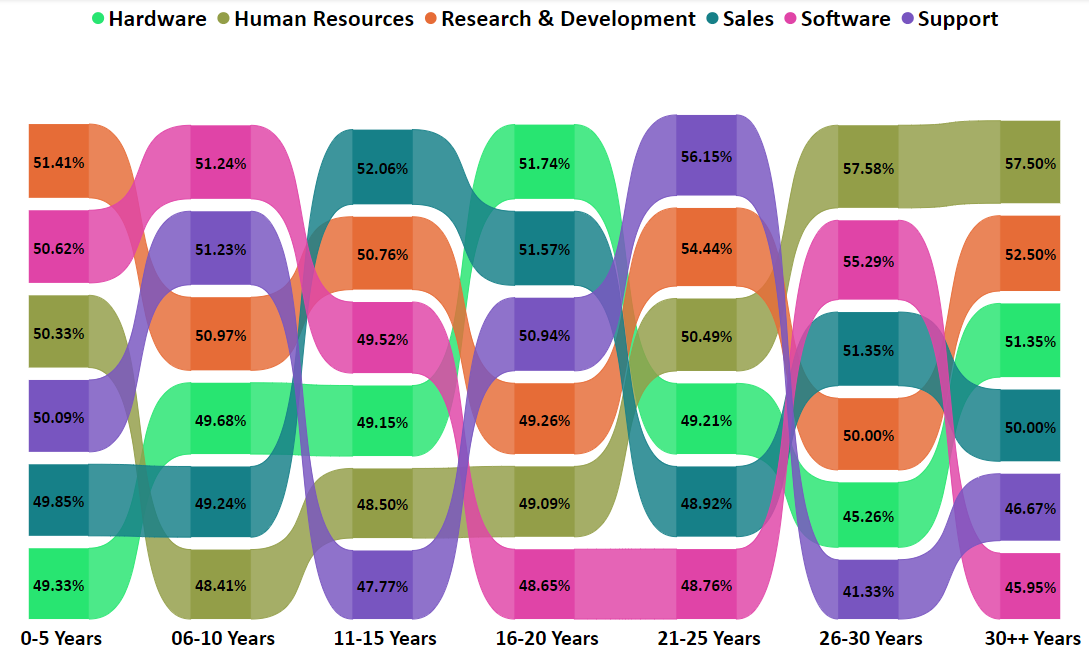 Hardware Human Resources Research & Development Sales Software Support
51.41% 51.24% 52.06% 51.74% 56.15% 57.58% 57.50%
50.62% 51.23% 50.76% 51.57% 54.44% 55.29% 52.50%
50.33% 50.97% 49.52% 50.94% 50.49% 51.35% 51.35%
50.09% 49.68% 49.15% 49.26% 49.21% 50.00% 50.00%
49.85% 49.24% 48.50% 49.09% 48.92% 45.26% 46.67%
49.33% 48.41% 47.77% 48.65% 48.76% 41.33% 45.95%
0-5 Years 06-10 Years 11-15 Years 16-20 Years 21-25 Years 26-30 Years 30++ Years